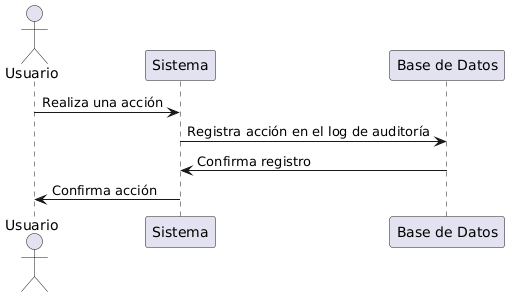 Usuario
Sistema
Base de Datos
Realiza una acción
Registra acción en el log de auditoría
Confirma registro
Confirma acción
Usuario
Sistema
Base de Datos